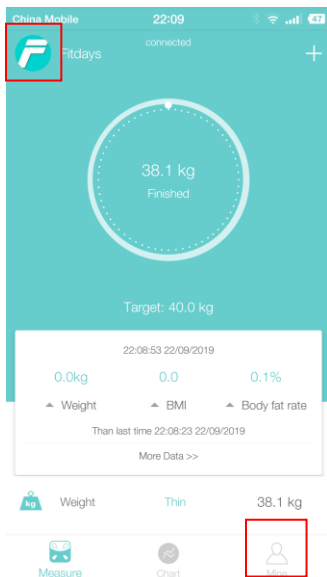 China Mobile 22:09 47
Fitdays connected +
38.1 kg
Finished
Target: 40.0 kg
22:08:53 22/09/2019
0.0kg 0.0 0.1%
Weight BMI Body fat rate
Than last time 22:08:23 22/09/2019
More Data >>
kg Weight Thin 38.1 kg
Measure Chart Mine